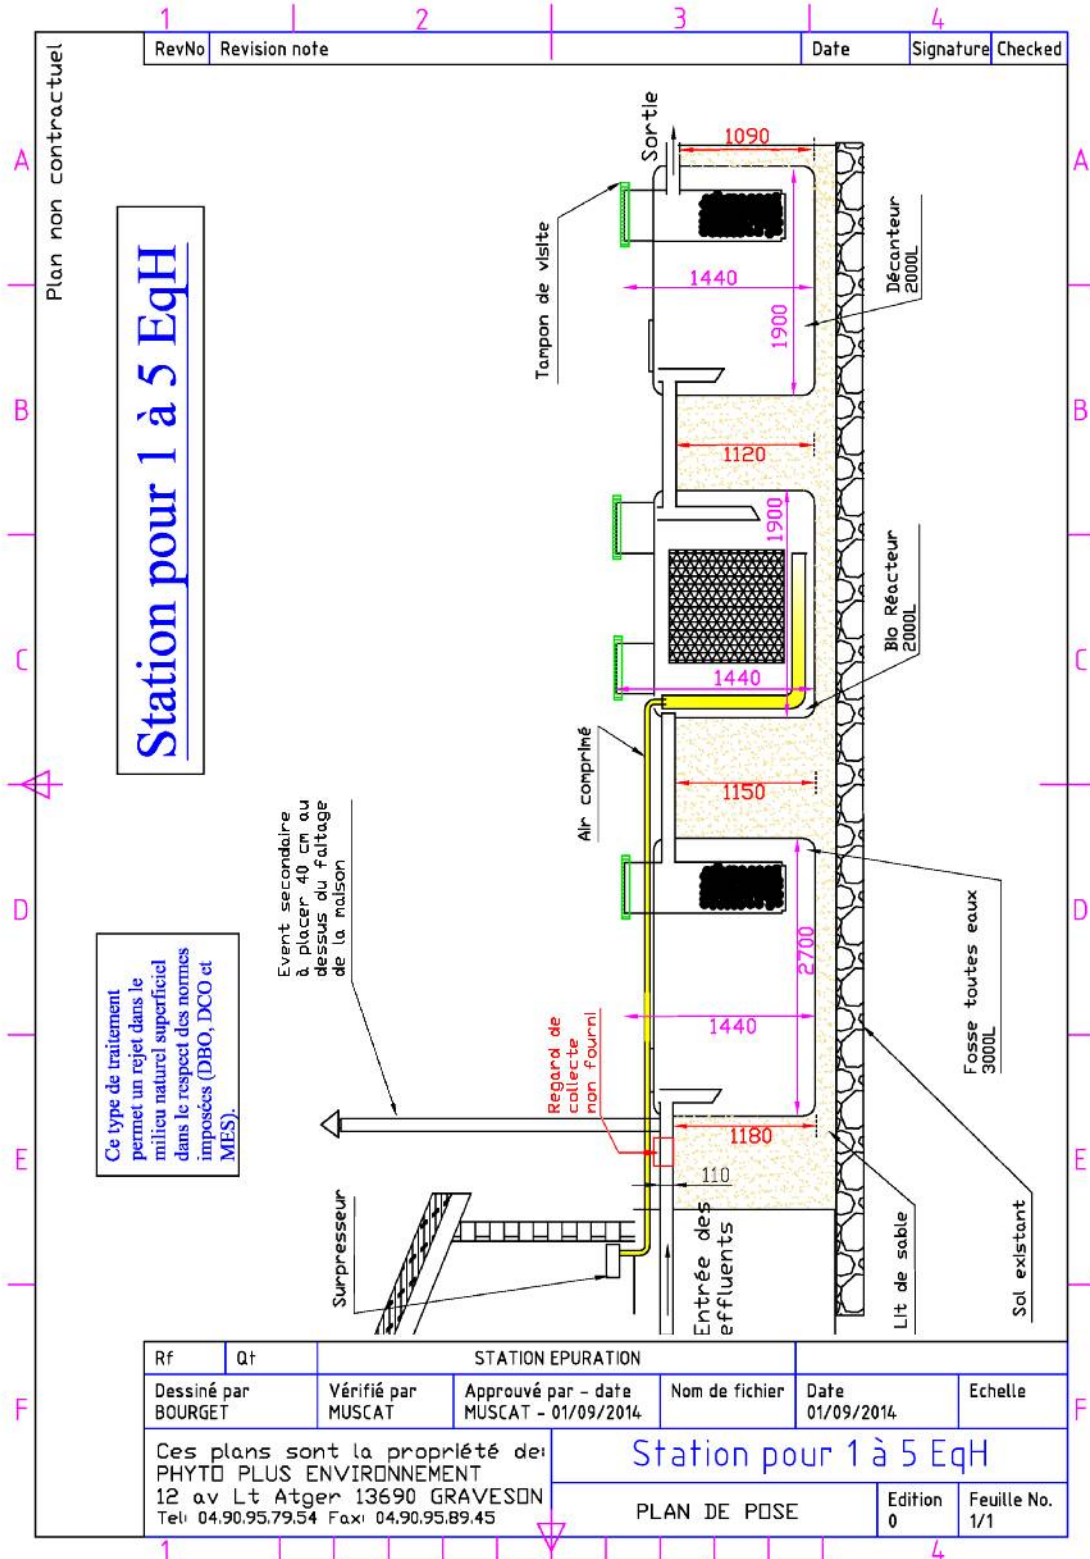 1 2 3 4
RevNo Revision note Date Signature Checked
Plan non contractuel
A A
B B
C C
D D
E E
F F
Station pour 1 à 5 EqH
Ce type de traitement
permet un rejet dans le
milieu naturel superficiel
dans le respect des normes
imposées (DBO, DCO et
MES).
Event secondaire
à placer 40 cm au
dessus du faîtage
de la maison
Surpresseur
Air comprimé
Tampon de visite
Sortie
Regard de
collecte
non fourni
Entrée des
effluents
110
1180
1440
2700
1150
1440
1900
1120
1440
1900
1090
Décanteur
2000L
Bio Réacteur
2000L
Fosse toutes eaux
3000L
Lit de sable
Sol existant
Rf Qt STATION EPURATION
Dessiné par Vérifié par Approuvé par - date Nom de fichier Date Echelle
BOURGET MUSCAT MUSCAT - 01/09/2014 01/09/2014
Ces plans sont la propriété de:
PHYTO PLUS ENVIRONNEMENT
12 av Lt Atger 13690 GRAVESON
Tel: 04.90.95.79.54 Fax: 04.90.95.89.45
Station pour 1 à 5 EqH
PLAN DE POSE
Edition Feuille No.
0 1/1
1 4